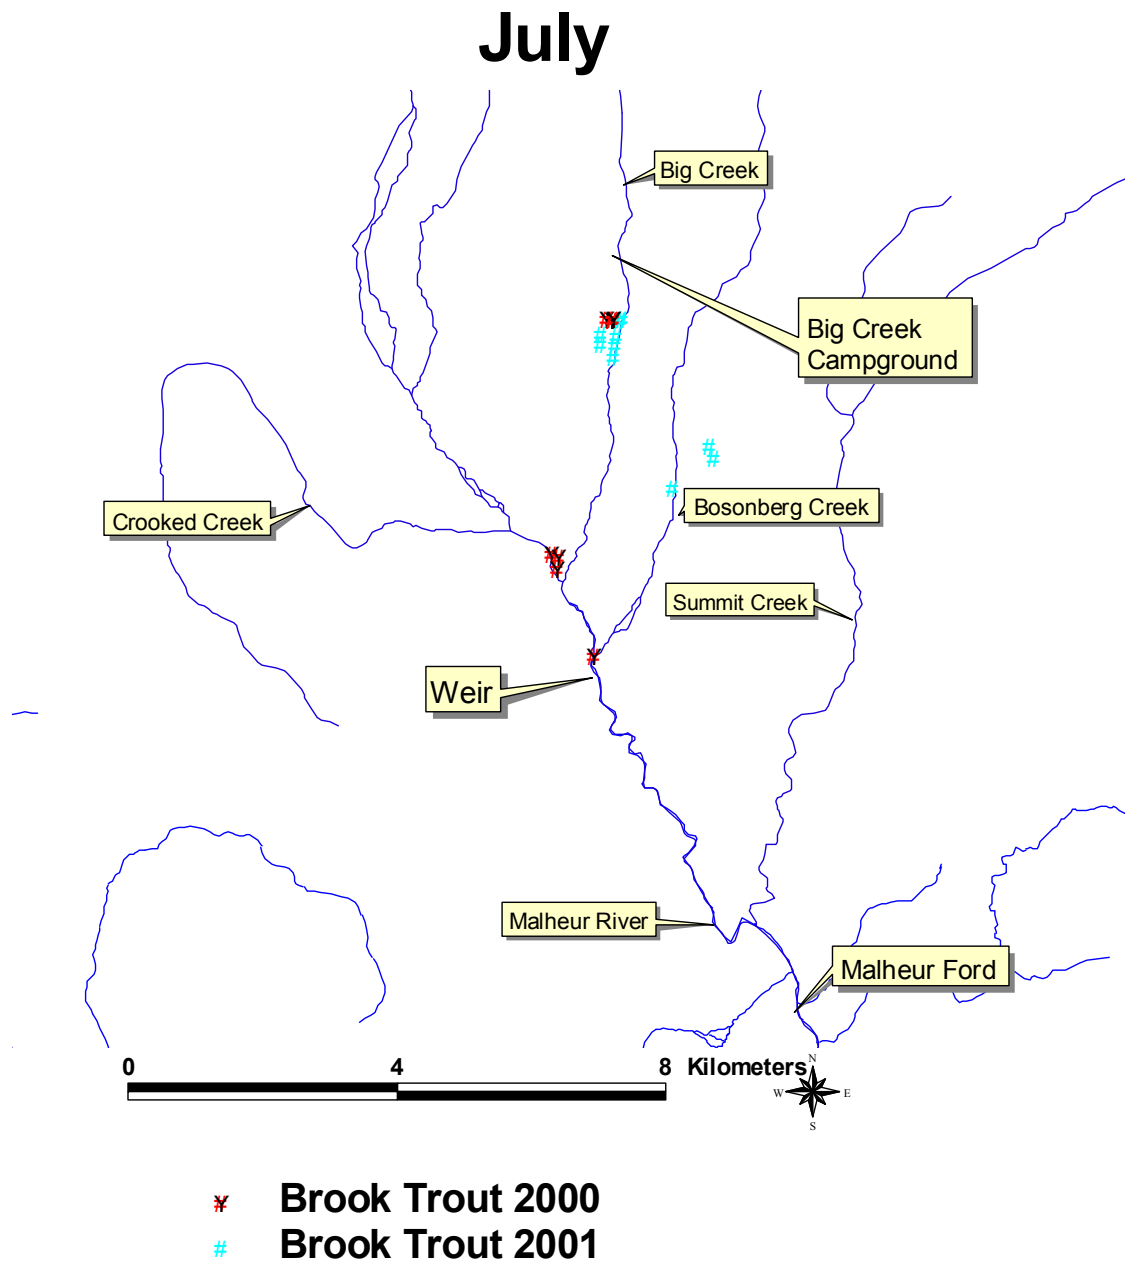 July
Big Creek
Big Creek
Campground
Crooked Creek
Bosonberg Creek
Summit Creek
Weir
Malheur River
Malheur Ford
0 4 8 Kilometers
N
W E
S
Brook Trout 2000
Brook Trout 2001